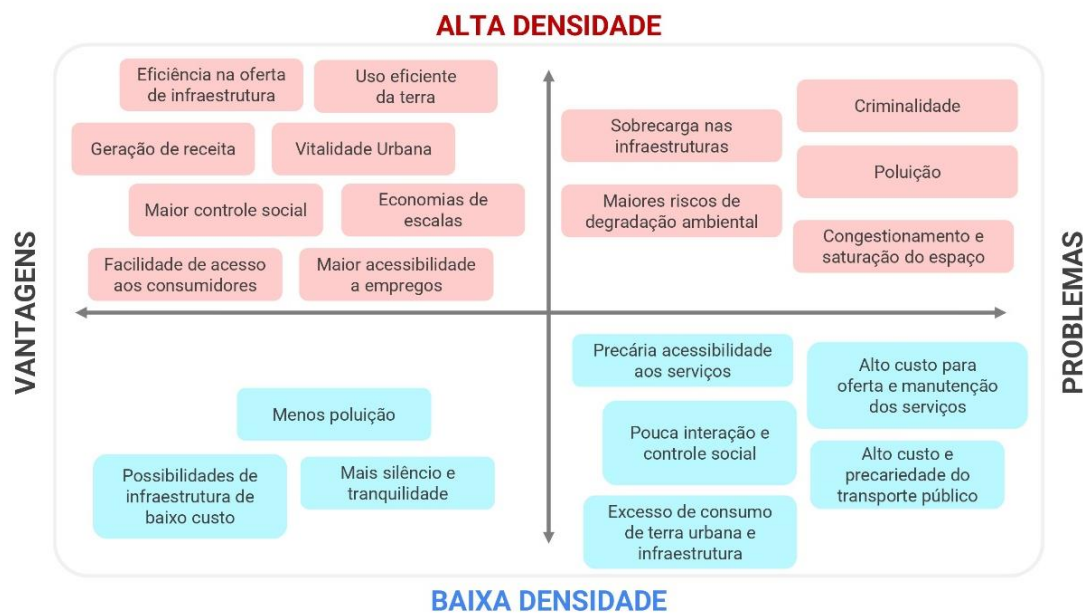 ALTA DENSIDADE
Eficiência na oferta
de infraestrutura
Uso eficiente
da terra
Geração de receita
Vitalidade Urbana
Maior controle social
Economias de
escalas
Facilidade de acesso
aos consumidores
Maior acessibilidade
a empregos
Sobrecarga nas
infraestruturas
Criminalidade
Maiores riscos de
degradação ambiental
Poluição
Congestionamento e
saturação do espaço
VANTAGENS
PROBLEMAS
Menos poluição
Possibilidades de
infraestrutura de
baixo custo
Mais silêncio e
tranquilidade
Precária acessibilidade
aos serviços
Alto custo para
oferta e manutenção
dos serviços
Pouca interação e
controle social
Alto custo e
precariedade do
transporte público
Excesso de consumo
de terra urbana e
infraestrutura
BAIXA DENSIDADE